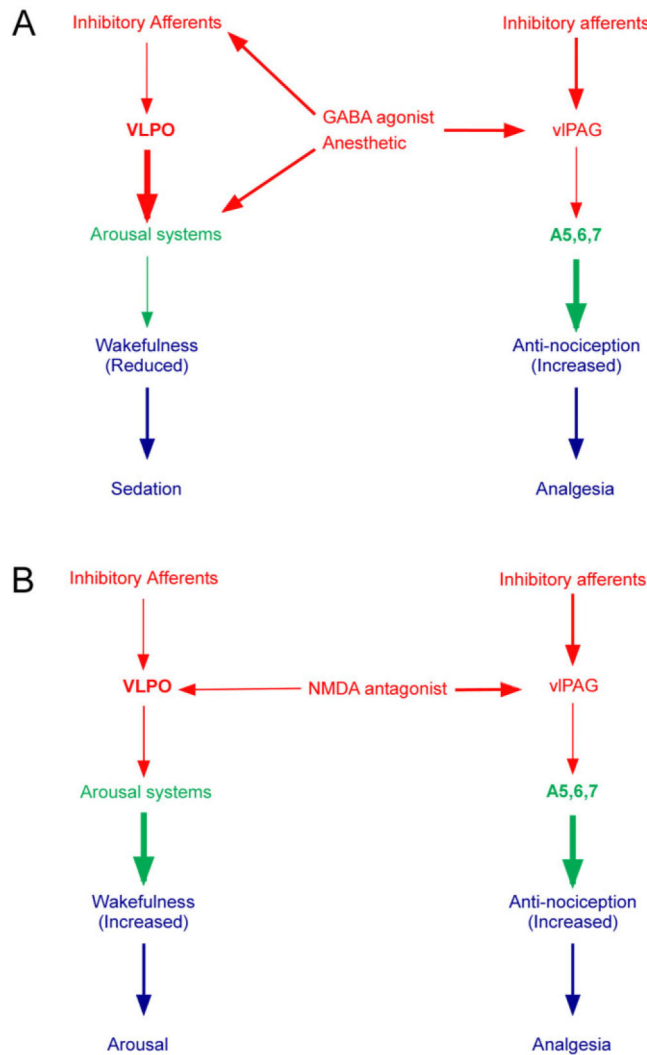 A
Inhibitory Afferents
Inhibitory afferents
VLPO
GABA agonist
Anesthetic
vlPAG
Arousal systems
A5,6,7
Wakefulness
(Reduced)
Anti-nociception
(Increased)
Sedation
Analgesia
B
Inhibitory Afferents
Inhibitory afferents
VLPO
NMDA antagonist
vlPAG
Arousal systems
A5,6,7
Wakefulness
(Increased)
Anti-nociception
(Increased)
Arousal
Analgesia